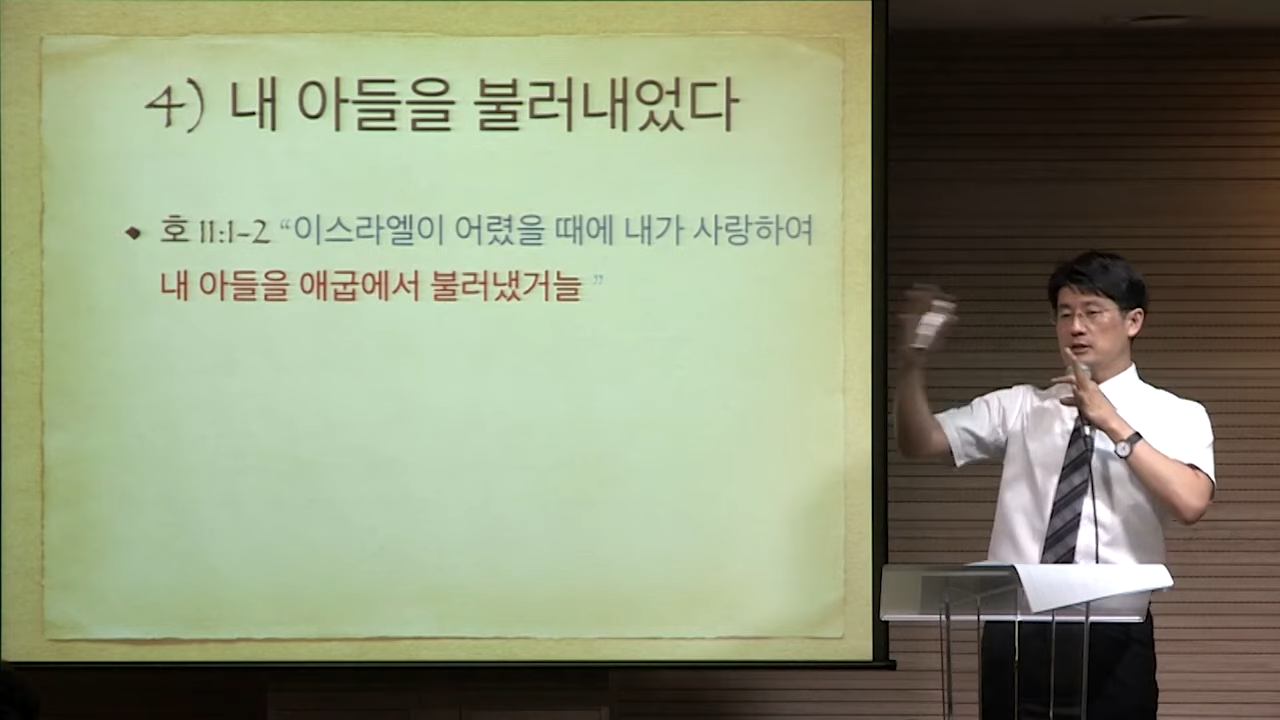 4) 내 아들을 불러내었다
◆ 호 11:1-2 “이스라엘이 어렸을 때에 내가 사랑하여
내 아들을 애굽에서 불러냈거늘 ”